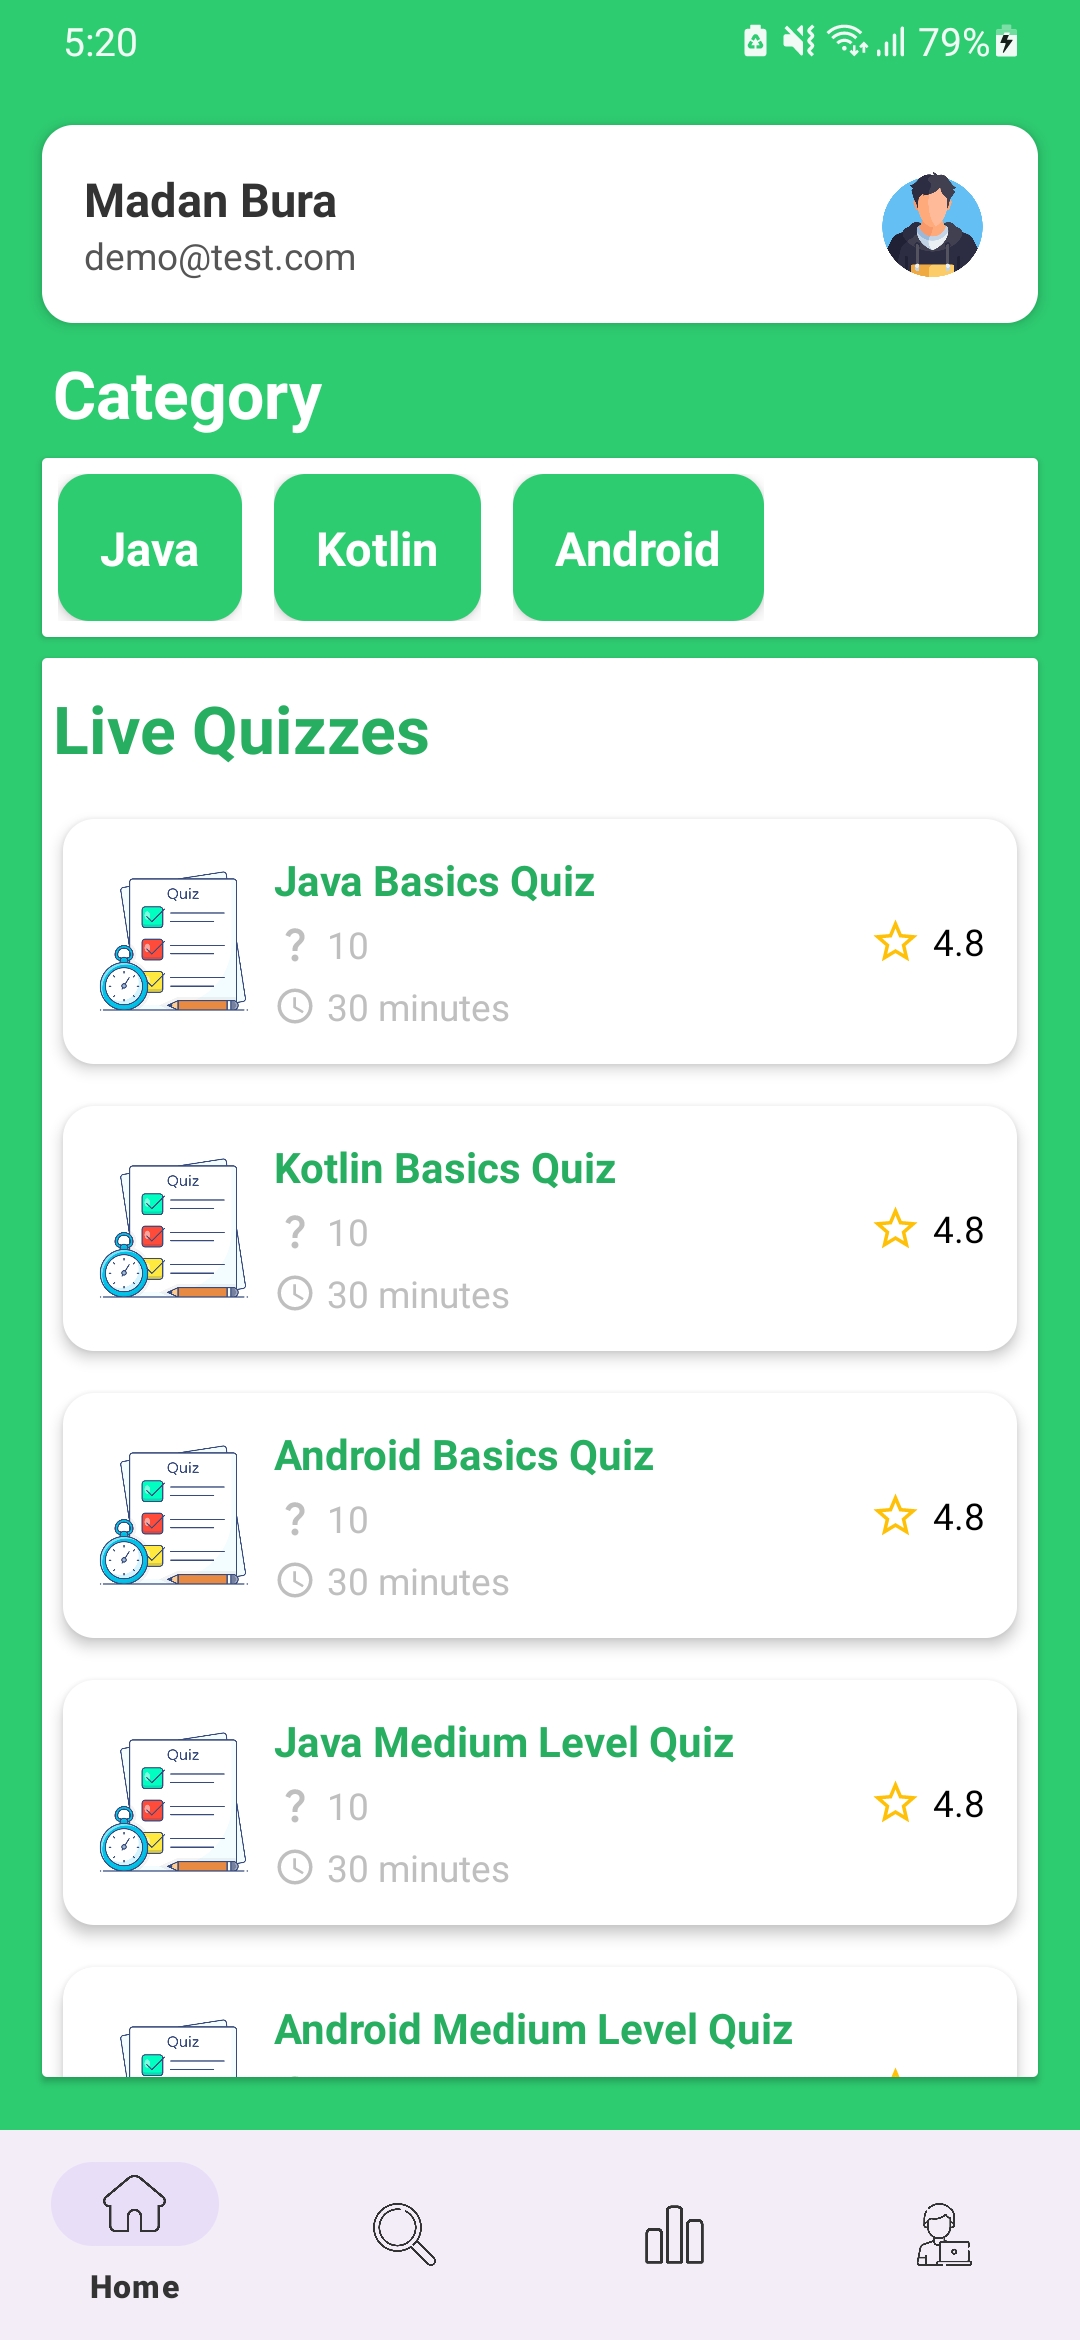 5:20 79%
Madan Bura
demo@test.com
Category
Java Kotlin Android
Live Quizzes
Quiz
Java Basics Quiz
? 10
4.8
30 minutes
Quiz
Kotlin Basics Quiz
? 10
4.8
30 minutes
Quiz
Android Basics Quiz
? 10
4.8
30 minutes
Quiz
Java Medium Level Quiz
? 10
4.8
30 minutes
Quiz
Android Medium Level Quiz
Home